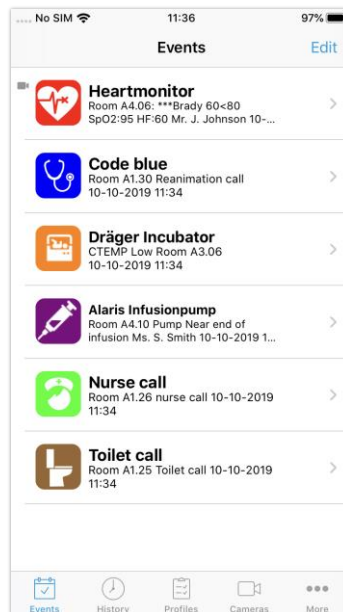 No SIM 11:36 97%
Events Edit
Heartmonitor
Room A4.06: ***Brady 60<80
SpO2:95 HF:60 Mr. J. Johnson 10-...
Code blue
Room A1.30 Reanimation call
10-10-2019 11:34
Dräger Incubator
CTEMP Low Room A3.06
10-10-2019 11:34
Alaris Infusionpump
Room A4.10 Pump Near end of
infusion Ms. S. Smith 10-10-2019 1...
Nurse call
Room A1.26 nurse call 10-10-2019
11:34
Toilet call
Room A1.25 Toilet call 10-10-2019
11:34
Events History Profiles Cameras More